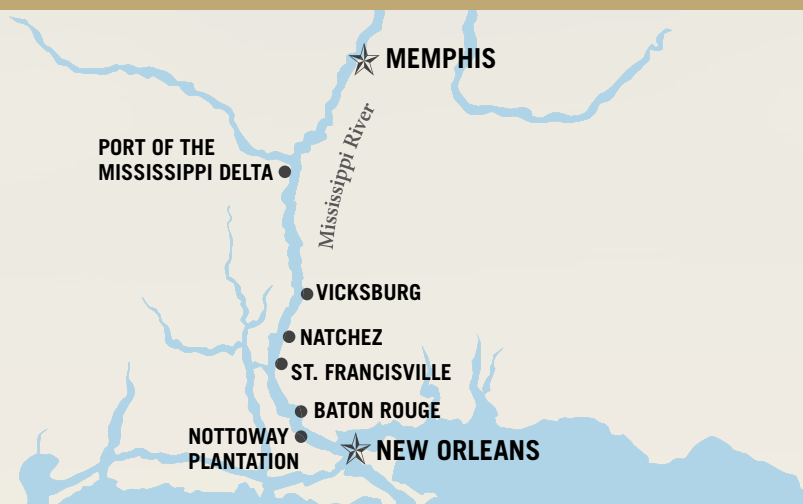 MEMPHIS
Mississippi River
PORT OF THE
MISSISSIPPI DELTA
VICKSBURG
NATCHEZ
ST. FRANCISVILLE
BATON ROUGE
NOTTOWAY
PLANTATION
NEW ORLEANS